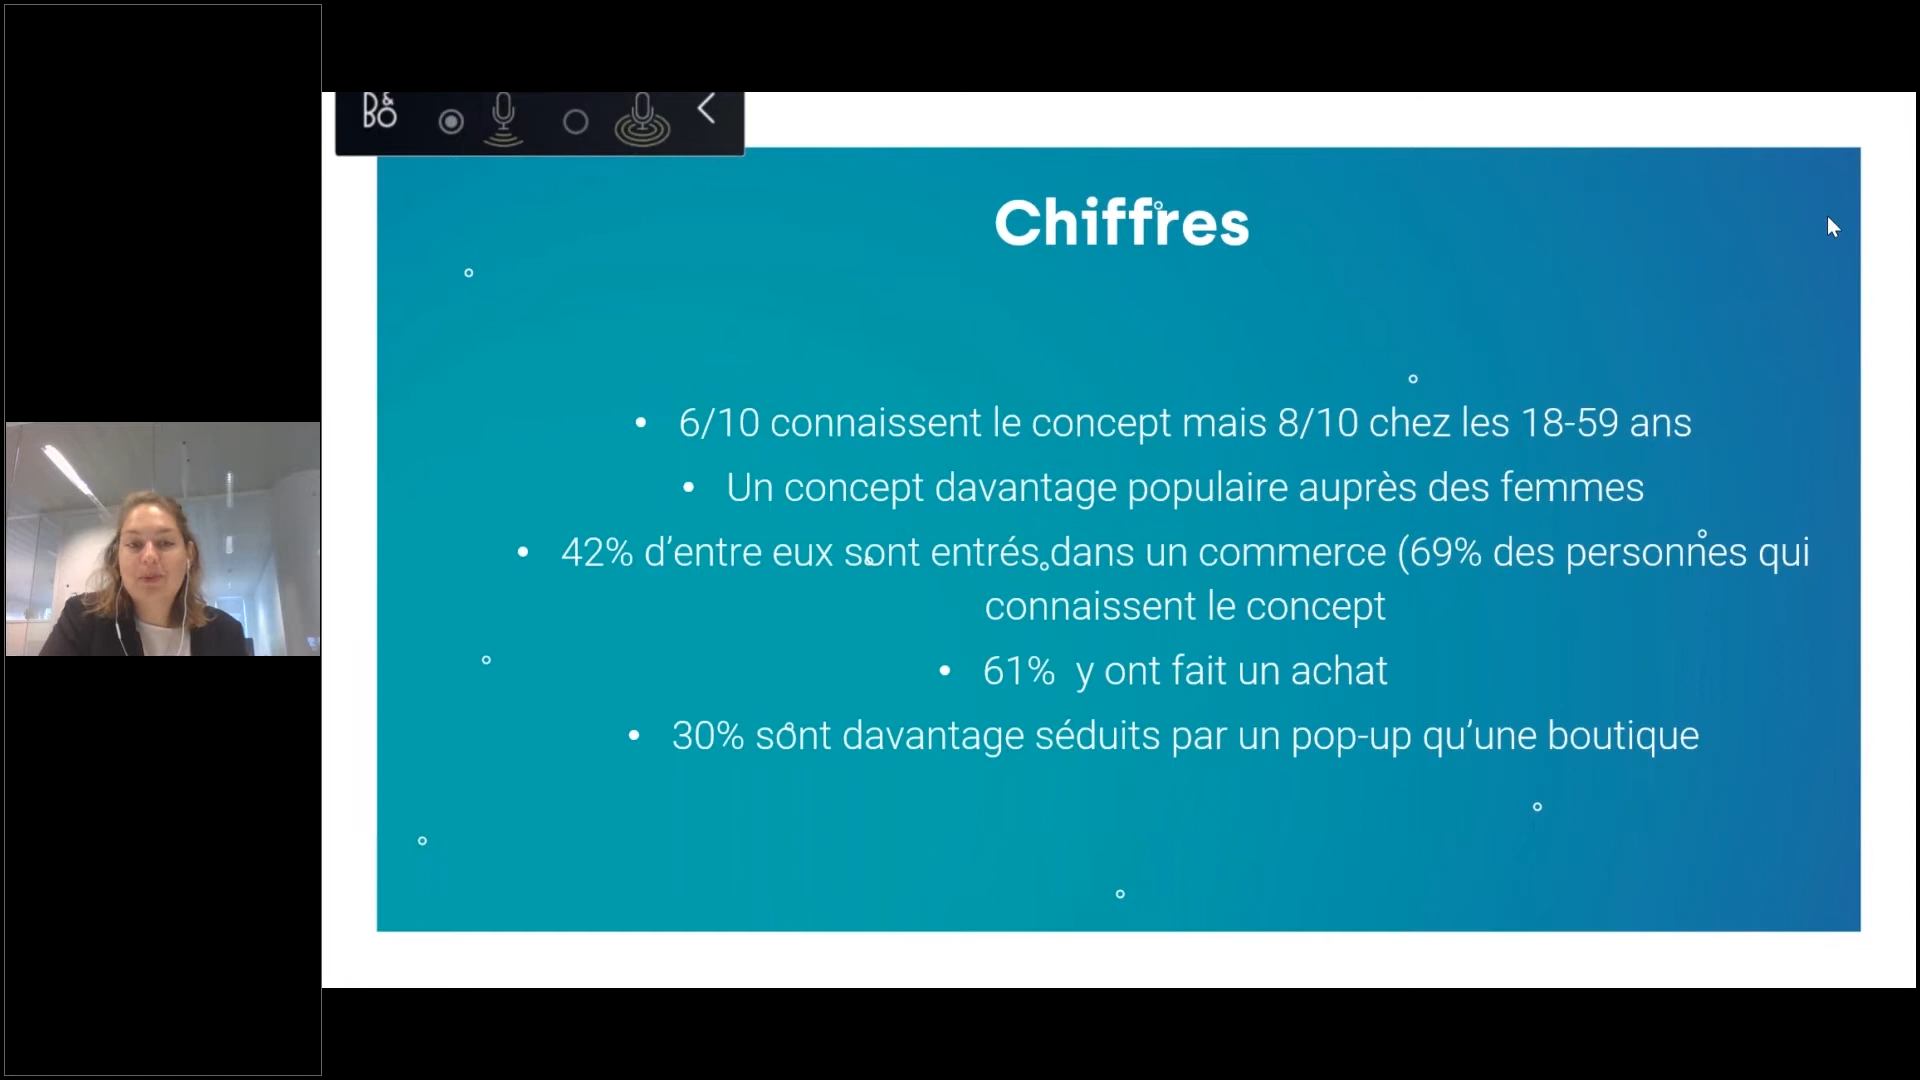 B&O
Chiffres
• 6/10 connaissent le concept mais 8/10 chez les 18-59 ans
• Un concept davantage populaire auprès des femmes
• 42% d’entre eux sont entrés dans un commerce (69% des personnes qui
connaissent le concept
• 61% y ont fait un achat
• 30% sont davantage séduits par un pop-up qu’une boutique